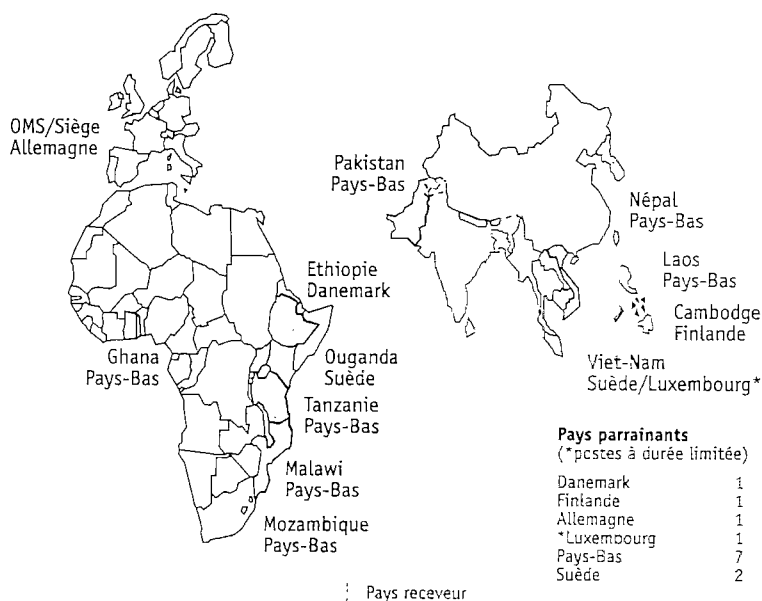 OMS/Siège
Allemagne
Pakistan
Pays-Bas
Népal
Pays-Bas
Laos
Pays-Bas
Cambodge
Finlande
Viet-Nam
Suède/Luxembourg*
Ethiopie
Danemark
Ghana
Pays-Bas
Ouganda
Suède
Tanzanie
Pays-Bas
Malawi
Pays-Bas
Mozambique
Pays-Bas
Pays parrainants
(*postes à durée limitée)
Danemark 1
Finlande 1
Allemagne 1
*Luxembourg 1
Pays-Bas 7
Suède 2
Pays receveur